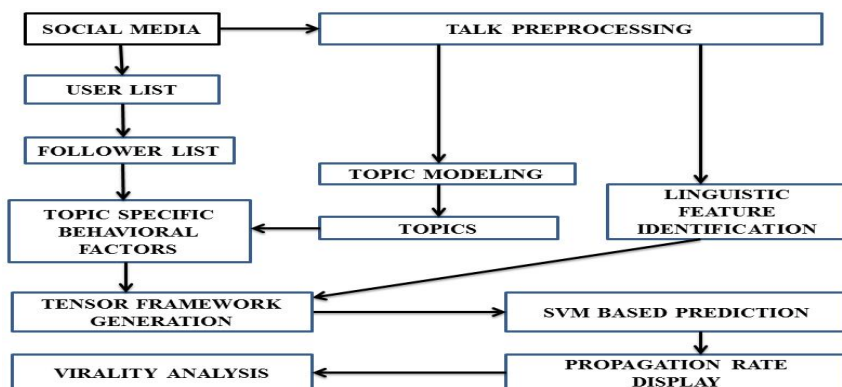 SOCIAL MEDIA
TALK PREPROCESSING
USER LIST
FOLLOWER LIST
TOPIC MODELING
TOPIC SPECIFIC
BEHAVIORAL
FACTORS
TOPICS
LINGUISTIC
FEATURE
IDENTIFICATION
TENSOR FRAMEWORK
GENERATION
SVM BASED PREDICTION
VIRALITY ANALYSIS
PROPAGATION RATE
DISPLAY